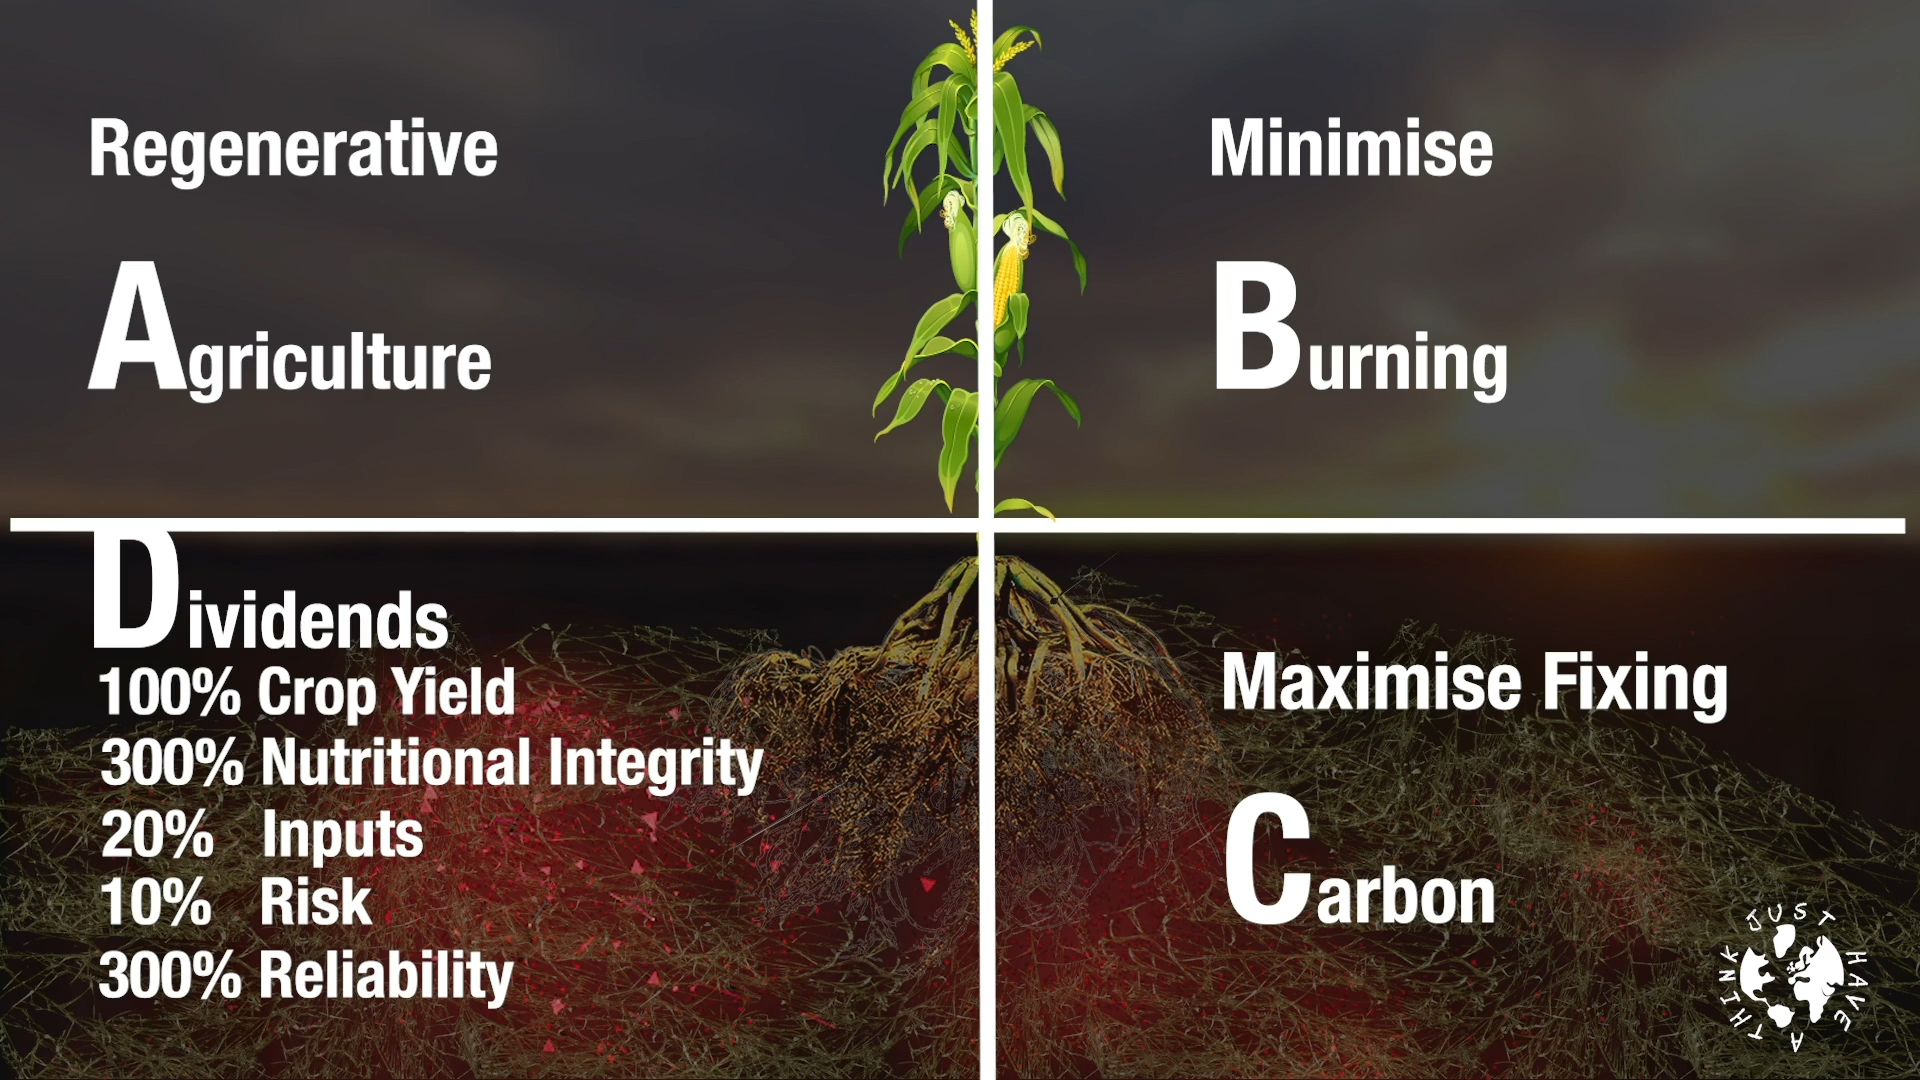 Regenerative
Agriculture
Minimise
Burning
Dividends
100% Crop Yield
300% Nutritional Integrity
20% Inputs
10% Risk
300% Reliability
Maximise Fixing
Carbon
JUST HAVE A THINK